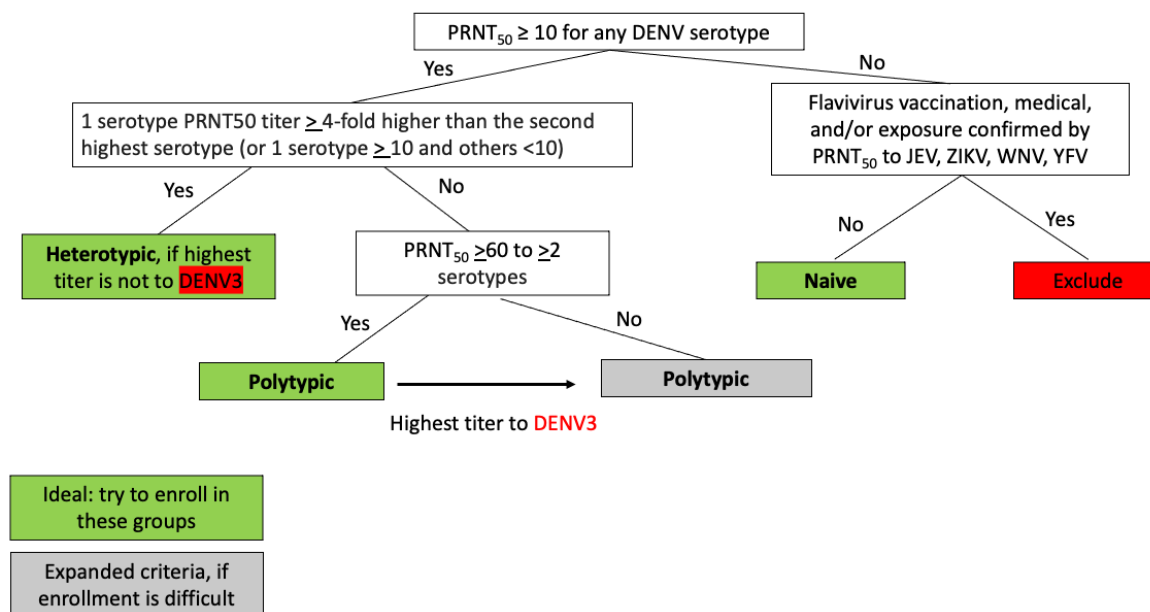 PRNT₅₀ ≥ 10 for any DENV serotype
Yes
No
1 serotype PRNT50 titer ≥ 4-fold higher than the second
highest serotype (or 1 serotype ≥ 10 and others <10)
Flavivirus vaccination, medical,
and/or exposure confirmed by
PRNT₅₀ to JEV, ZIKV, WNV, YFV
Yes
No
No
Yes
Heterotypic, if highest
titer is not to DENV3
PRNT₅₀ ≥60 to ≥2
serotypes
Naive
Exclude
Yes
No
Polytypic
Polytypic
Highest titer to DENV3
Ideal: try to enroll in
these groups
Expanded criteria, if
enrollment is difficult